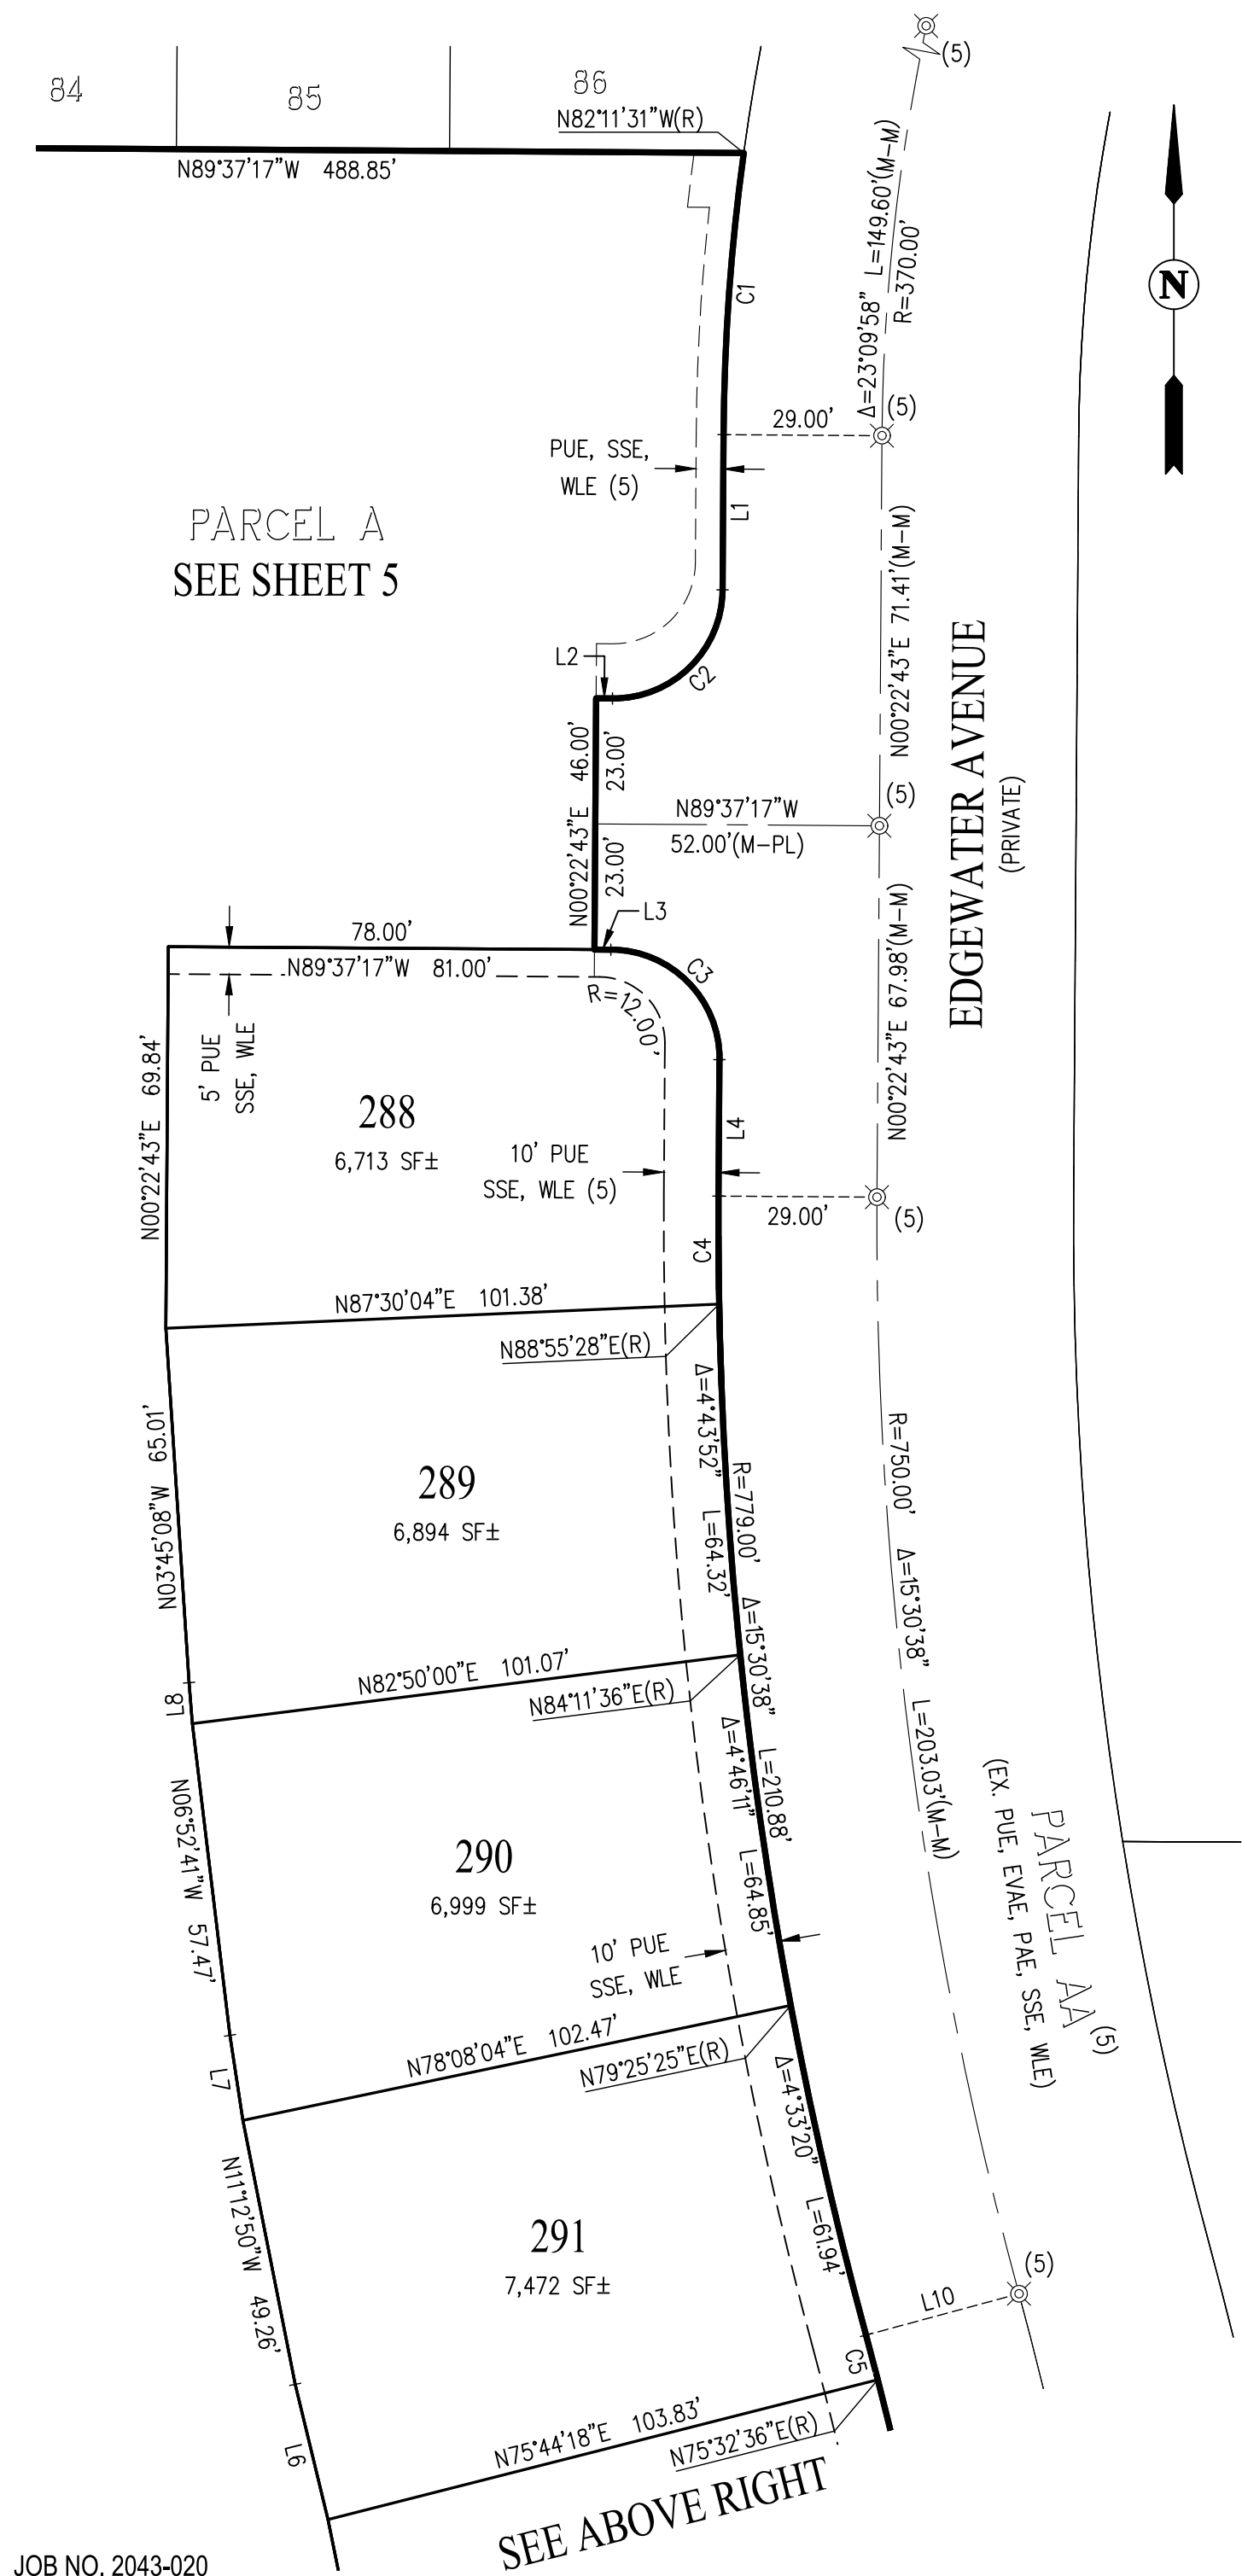 84
85
86
(5)
N82°11'31"W(R)
N89°37'17"W 488.85'
Δ=23°09'58" L=149.60'(M-M)
R=370.00'
C1
N
(5)
29.00'
PUE, SSE,
WLE (5)
L1
PARCEL A
SEE SHEET 5
N00°22'43"E 71.41'(M-M)
L2
C2
EDGEWATER AVENUE
(PRIVATE)
N00°22'43"E 46.00'
23.00'
23.00'
(5)
N89°37'17"W
52.00'(M-PL)
L3
N00°22'43"E 67.98'(M-M)
78.00'
N89°37'17"W 81.00'
C3
R=12.00'
5' PUE
SSE, WLE
N00°22'43"E 69.84'
288
6,713 SF±
10' PUE
SSE, WLE (5)
L4
29.00'
(5)
C4
N87°30'04"E 101.38'
N88°55'28"E(R)
Δ=4°43'52" L=64.32'
R=779.00' Δ=15°30'38" L=210.88'
R=750.00' Δ=15°30'38" L=203.03'(M-M)
N03°45'08"W 65.01'
289
6,894 SF±
N82°50'00"E 101.07'
N84°11'36"E(R)
L8
Δ=4°46'11" L=64.85'
N06°52'41"W 57.47'
290
6,999 SF±
10' PUE
SSE, WLE
PARCEL AA (5)
(EX. PUE, EVAE, PAE, SSE, WLE)
N78°08'04"E 102.47'
N79°25'25"E(R)
L7
Δ=4°33'20" L=61.94'
N11°12'50"W 49.26'
291
7,472 SF±
(5)
L10
C5
N75°44'18"E 103.83'
N75°32'36"E(R)
L6
SEE ABOVE RIGHT
JOB NO. 2043-020